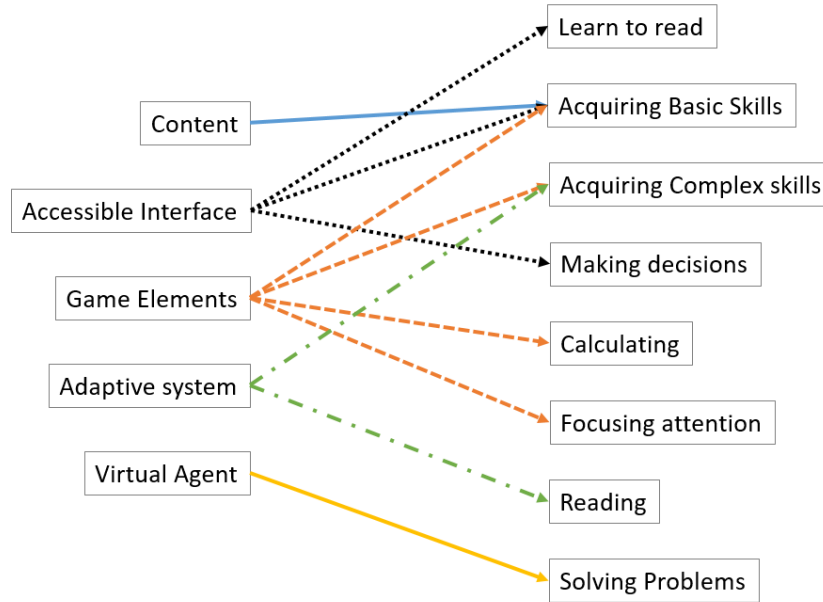 Learn to read
Content
Acquiring Basic Skills
Accessible Interface
Acquiring Complex skills
Making decisions
Game Elements
Calculating
Adaptive system
Focusing attention
Virtual Agent
Reading
Solving Problems